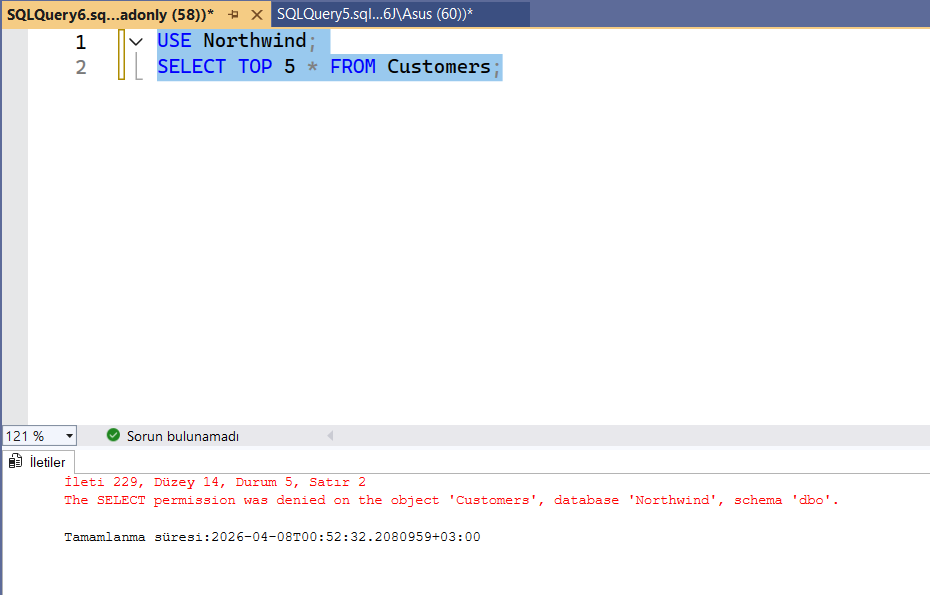 SQLQuery6.sq...adonly (58))* SQLQuery5.sql...6J\Asus (60))*
1 USE Northwind;
2 SELECT TOP 5 * FROM Customers;
121 % Sorun bulunamadı
İletiler
İleti 229, Düzey 14, Durum 5, Satır 2
The SELECT permission was denied on the object 'Customers', database 'Northwind', schema 'dbo'.
Tamamlanma süresi:2026-04-08T00:52:32.2080959+03:00